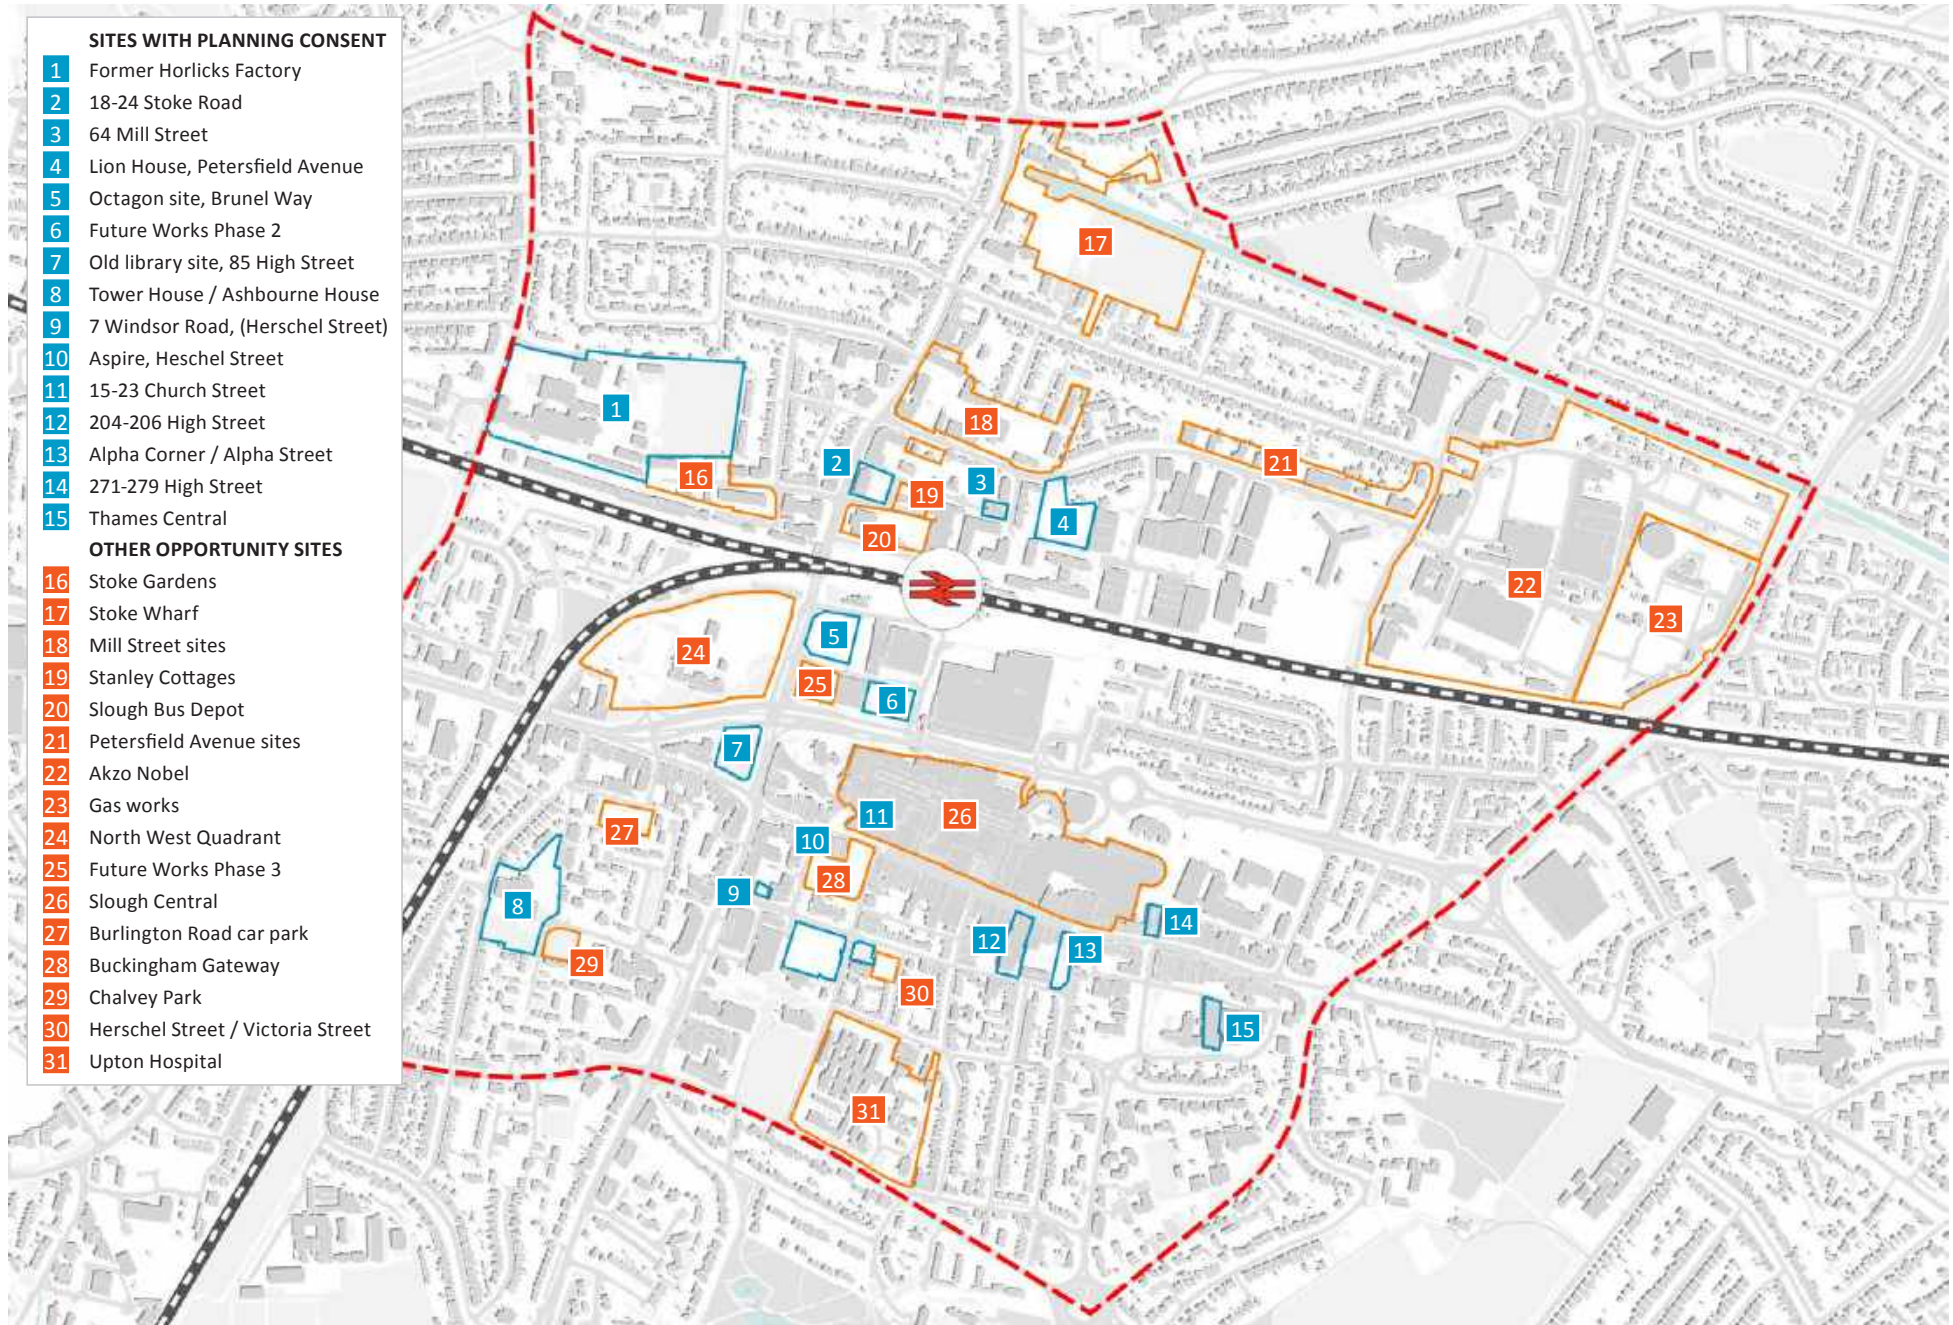 SITES WITH PLANNING CONSENT
1 Former Horlicks Factory
2 18-24 Stoke Road
3 64 Mill Street
4 Lion House, Petersfield Avenue
5 Octagon site, Brunel Way
6 Future Works Phase 2
7 Old library site, 85 High Street
8 Tower House / Ashbourne House
9 7 Windsor Road, (Herschel Street)
10 Aspire, Heschel Street
11 15-23 Church Street
12 204-206 High Street
13 Alpha Corner / Alpha Street
14 271-279 High Street
15 Thames Central
OTHER OPPORTUNITY SITES
16 Stoke Gardens
17 Stoke Wharf
18 Mill Street sites
19 Stanley Cottages
20 Slough Bus Depot
21 Petersfield Avenue sites
22 Akzo Nobel
23 Gas works
24 North West Quadrant
25 Future Works Phase 3
26 Slough Central
27 Burlington Road car park
28 Buckingham Gateway
29 Chalvey Park
30 Herschel Street / Victoria Street
31 Upton Hospital
17
1
18
2
16
3
21
19
4
20
22
23
5
24
25
6
7
26
11
27
10
28
9
8
14
12
13
29
30
15
31